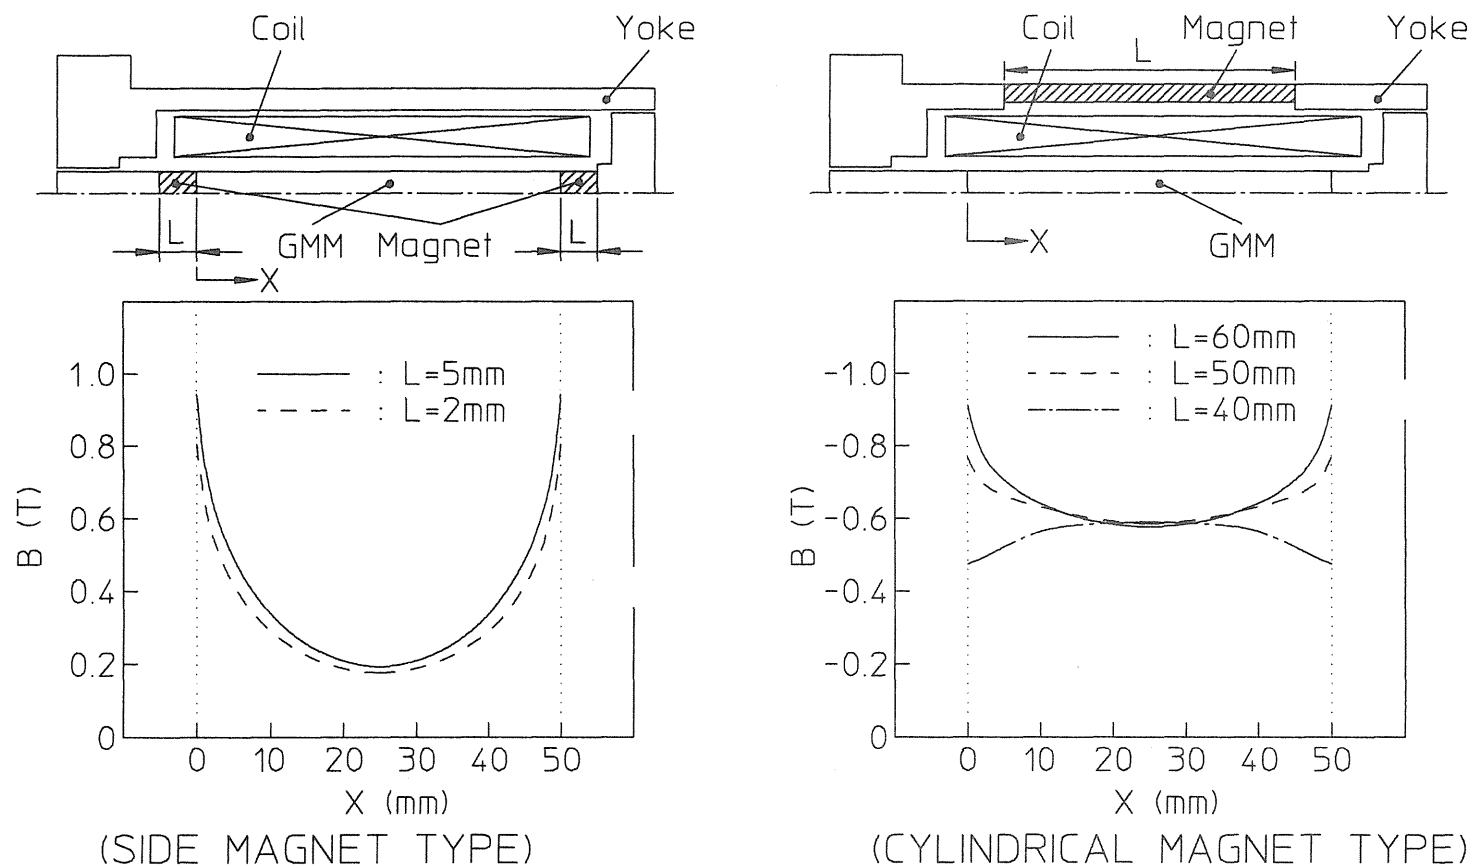 Coil
Yoke
L
L
GMM
Magnet
X
: L=5mm
: L=2mm
1.0
0.8
0.6
0.4
0.2
0
B (T)
0 10 20 30 40 50
X (mm)
(SIDE MAGNET TYPE)
Coil
L
Magnet
Yoke
X
GMM
: L=60mm
: L=50mm
: L=40mm
-1.0
-0.8
-0.6
-0.4
-0.2
0
B (T)
0 10 20 30 40 50
X (mm)
(CYLINDRICAL MAGNET TYPE)